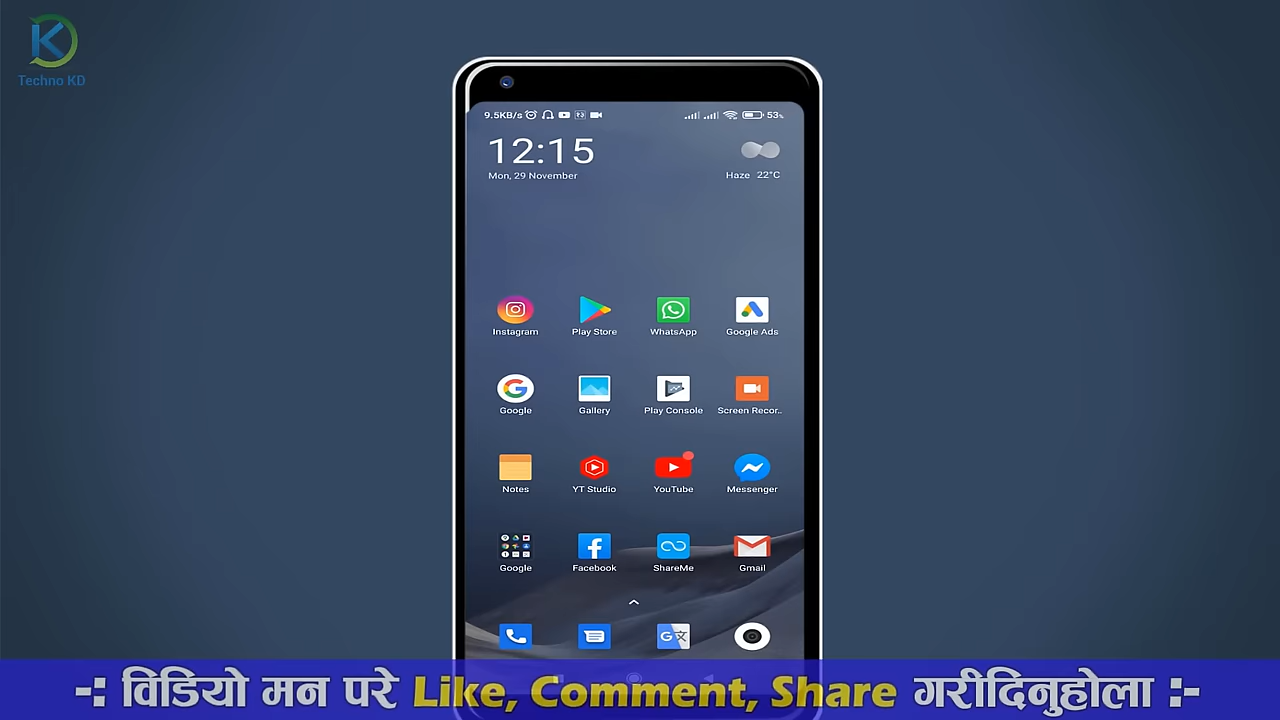 Techno KD
9.5KB/s 53%
12:15
Mon, 29 November
Haze 22°C
Instagram Play Store WhatsApp Google Ads
Google Gallery Play Console Screen Recor..
Notes YT Studio YouTube Messenger
Google Facebook ShareMe Gmail
-: विडियो मन परे Like, Comment, Share गरीदिनुहोला :-